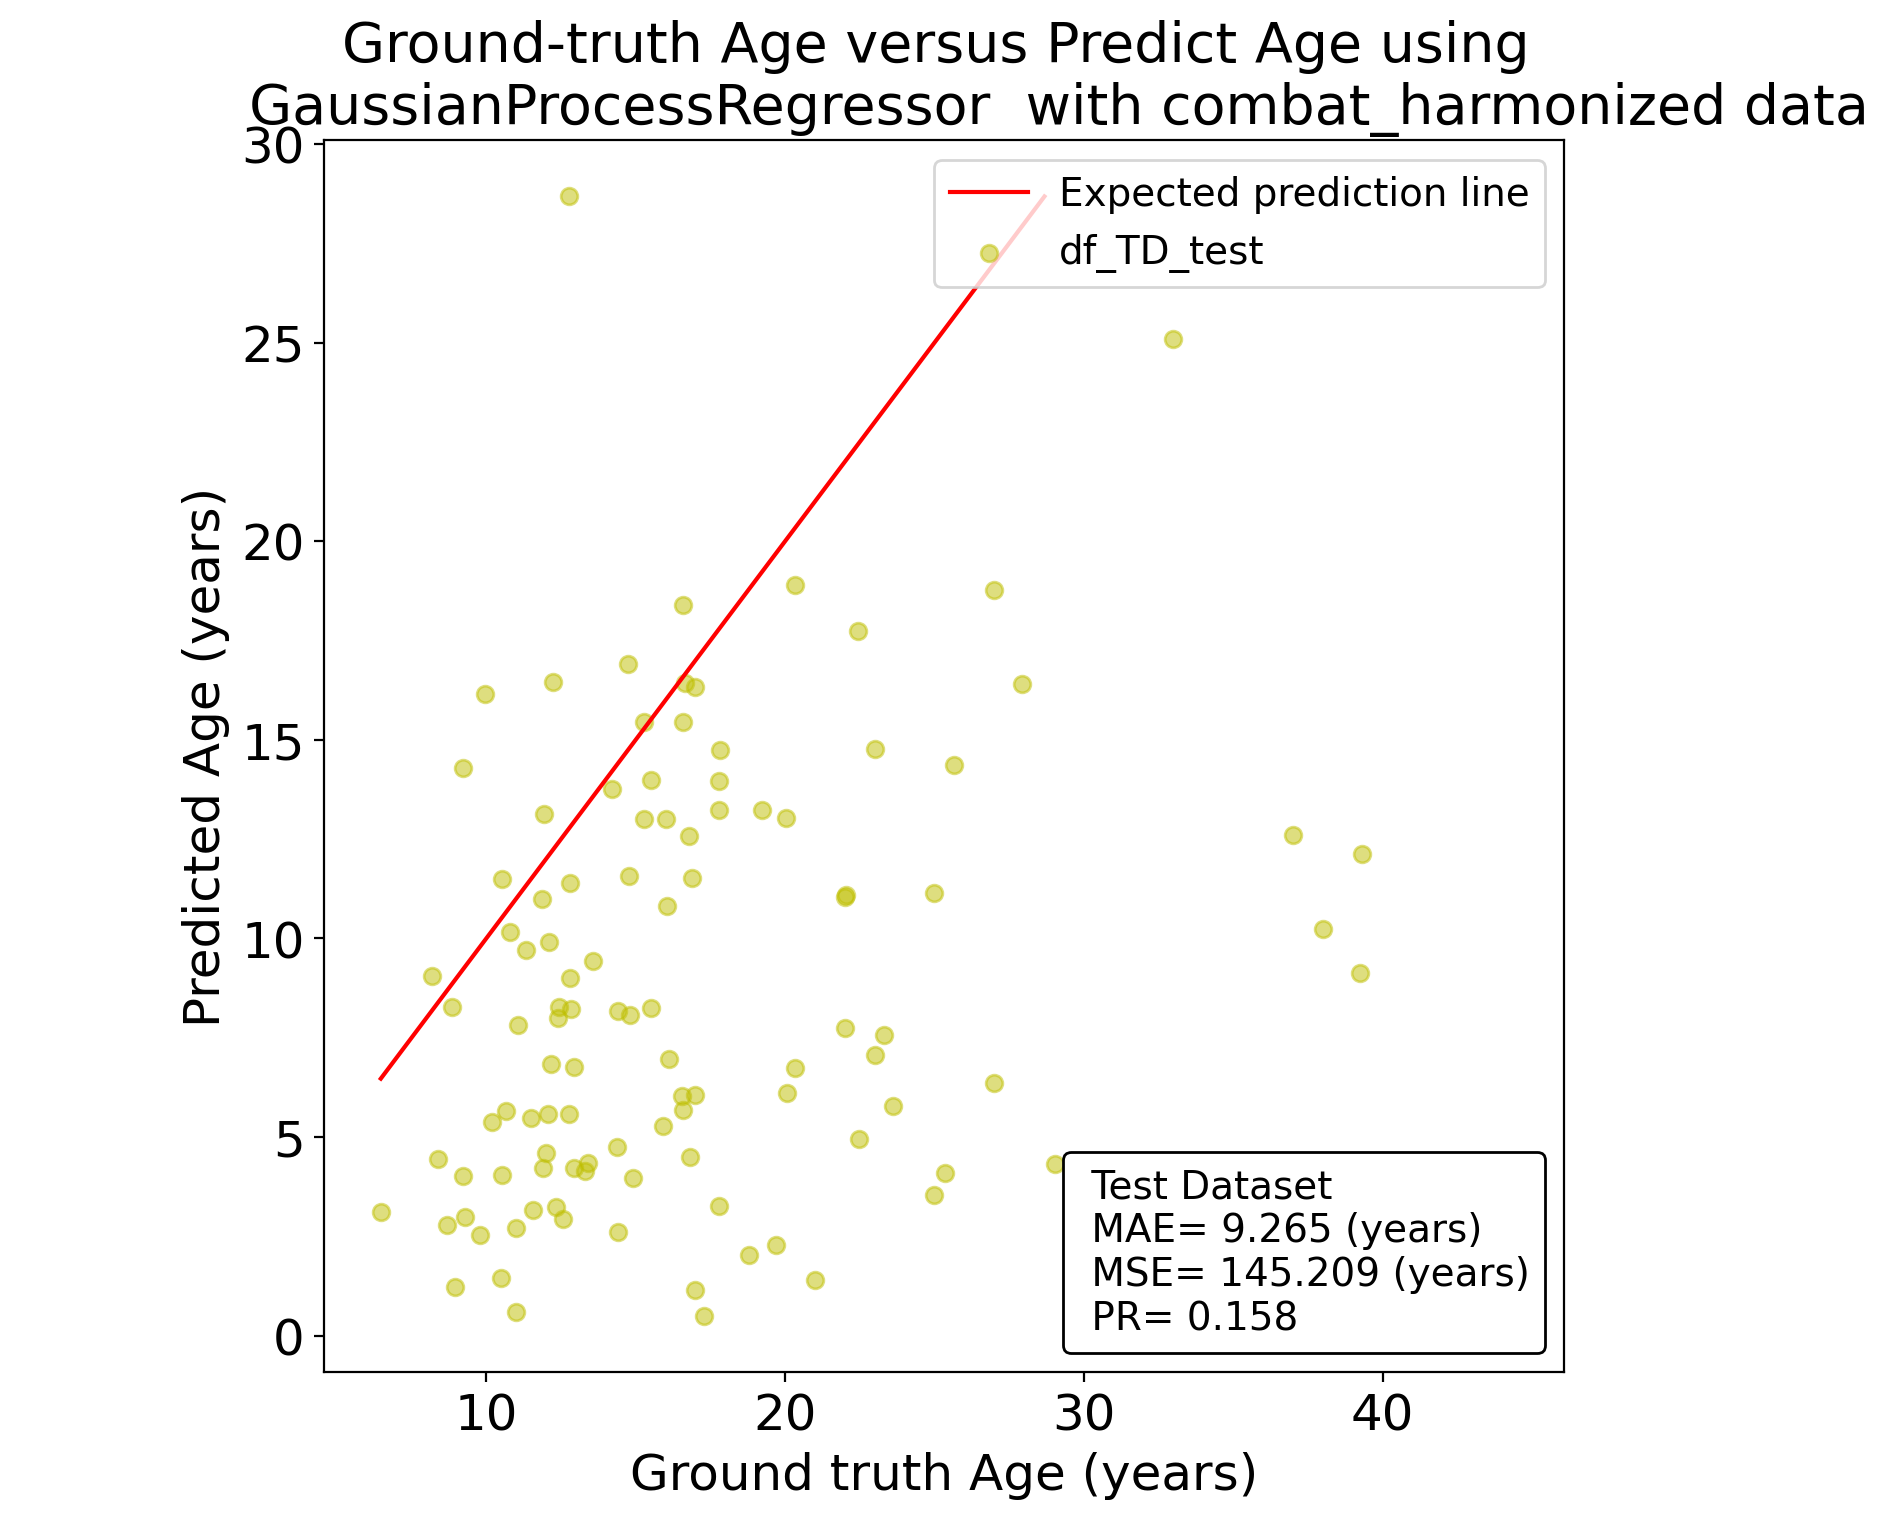 Ground-truth Age versus Predict Age using
GaussianProcessRegressor  with combat_harmonized data
Expected prediction line
df_TD_test
30
25
20
15
10
5
0
Predicted Age (years)
Test Dataset
MAE= 9.265 (years)
MSE= 145.209 (years)
PR= 0.158
10
20
30
40
Ground truth Age (years)